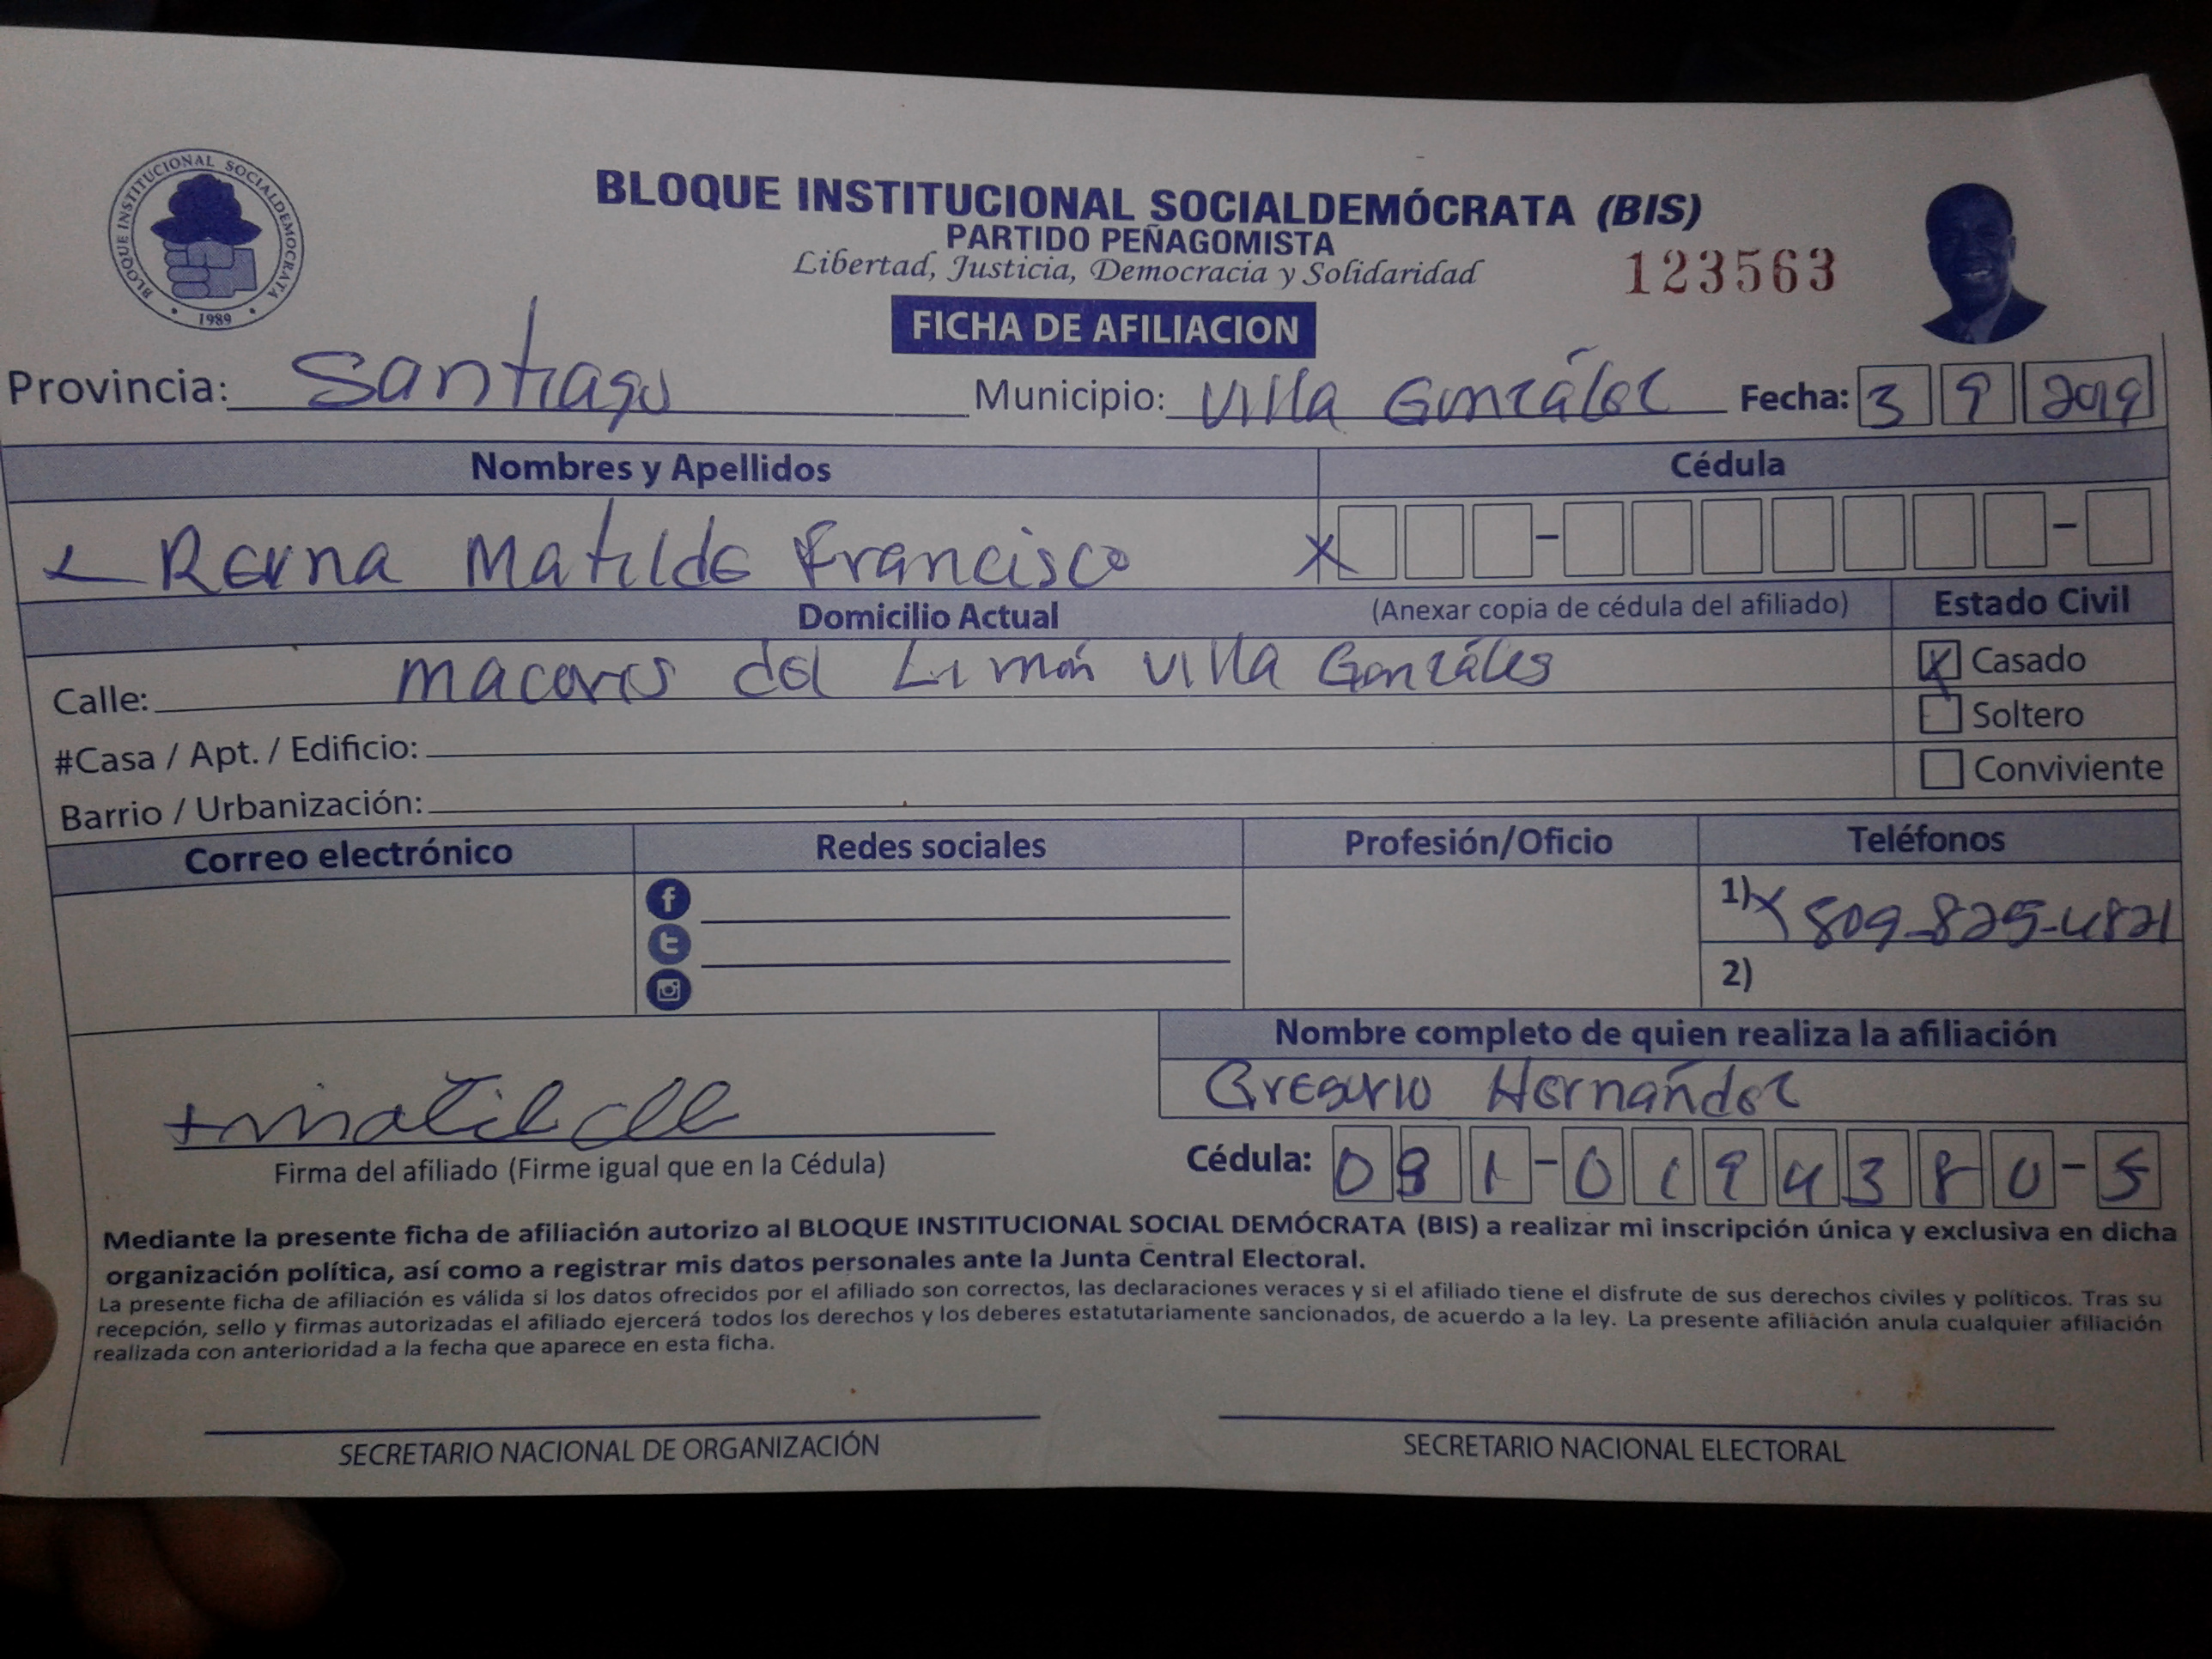 BLOQUE INSTITUCIONAL SOCIALDEMOCRATA
1989
BLOQUE INSTITUCIONAL SOCIALDEMÓCRATA (BIS)
PARTIDO PEÑAGOMISTA
Libertad, Justicia, Democracia y Solidaridad
123563
FICHA DE AFILIACION
Provincia: Santiago Municipio: Villa González Fecha: 3 9 2019
Nombres y Apellidos Cédula
Reyna Matilde Francisco X - -
Domicilio Actual (Anexar copia de cédula del afiliado) Estado Civil
Calle: macoris del Limón Villa Gonzáles X Casado
Soltero
#Casa / Apt. / Edificio:
Conviviente
Barrio / Urbanización:
Correo electrónico Redes sociales Profesión/Oficio Teléfonos
1) X 809-825-4821
2)
Nombre completo de quien realiza la afiliación
Gregorio Hernández
matilde
Firma del afiliado (Firme igual que en la Cédula)
Cédula: 031-0194380-5
Mediante la presente ficha de afiliación autorizo al BLOQUE INSTITUCIONAL SOCIAL DEMÓCRATA (BIS) a realizar mi inscripción única y exclusiva en dicha
organización política, así como a registrar mis datos personales ante la Junta Central Electoral.
La presente ficha de afiliación es válida si los datos ofrecidos por el afiliado son correctos, las declaraciones veraces y si el afiliado tiene el disfrute de sus derechos civiles y políticos. Tras su
recepción, sello y firmas autorizadas el afiliado ejercerá todos los derechos y los deberes estatutariamente sancionados, de acuerdo a la ley. La presente afiliación anula cualquier afiliación
realizada con anterioridad a la fecha que aparece en esta ficha.
SECRETARIO NACIONAL DE ORGANIZACIÓN SECRETARIO NACIONAL ELECTORAL